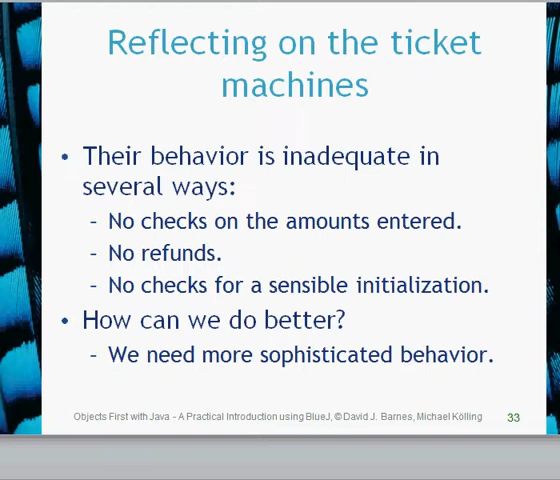 Reflecting on the ticket
machines
• Their behavior is inadequate in
several ways:
– No checks on the amounts entered.
– No refunds.
– No checks for a sensible initialization.
• How can we do better?
– We need more sophisticated behavior.
Objects First with Java - A Practical Introduction using BlueJ, © David J. Barnes, Michael Kölling 33